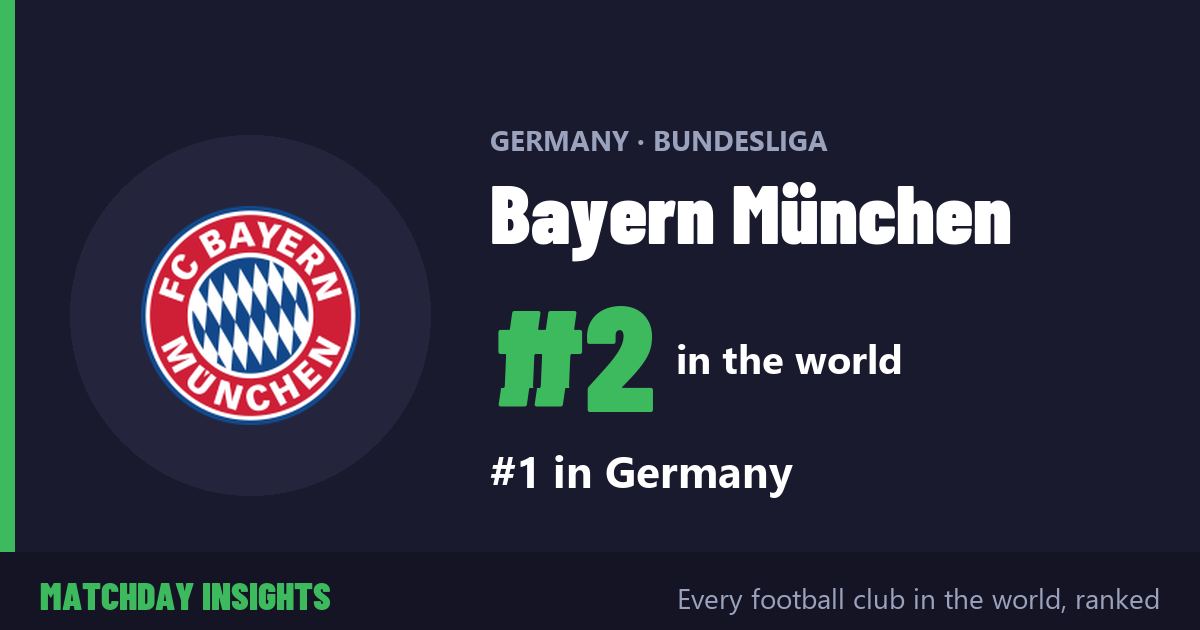 GERMANY · BUNDESLIGA
Bayern München
FC BAYERN
MÜNCHEN
#2 in the world
#1 in Germany
MATCHDAY INSIGHTS
Every football club in the world, ranked